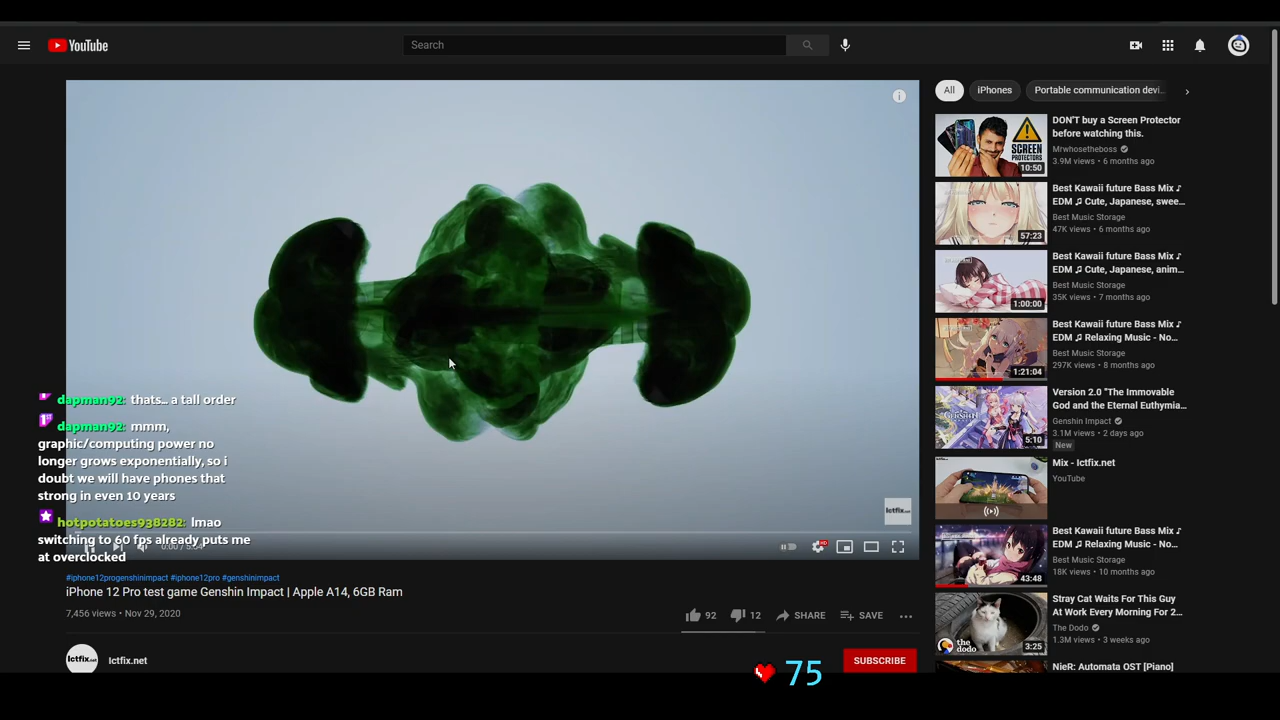 YouTube
Search
All
iPhones
Portable communication devi...
DON'T buy a Screen Protector
before watching this.
Mrwhosetheboss
3.9M views • 6 months ago
SCREEN
PROTECTORS
10:50
Best Kawaii future Bass Mix ♪
EDM ♫ Cute, Japanese, swee...
Best Music Storage
47K views • 6 months ago
57:23
Best Kawaii future Bass Mix ♪
EDM ♫ Cute, Japanese, anim...
Best Music Storage
35K views • 7 months ago
1:00:00
Best Kawaii future Bass Mix ♪
EDM ♫ Relaxing Music - No...
Best Music Storage
297K views • 8 months ago
1:21:04
Version 2.0 "The Immovable
God and the Eternal Euthymia...
Genshin Impact
3.1M views • 2 days ago
New
5:10
Mix - Ictfix.net
YouTube
Best Kawaii future Bass Mix ♪
EDM ♫ Relaxing Music - No...
Best Music Storage
18K views • 10 months ago
43:48
Stray Cat Waits For This Guy
At Work Every Morning For 2...
The Dodo
1.3M views • 3 weeks ago
the
dodo
3:25
NieR: Automata OST [Piano]
dapman92: thats... a tall order
dapman92: mmm,
graphic/computing power no
longer grows exponentially, so i
doubt we will have phones that
strong in even 10 years
hotpotatoes938282: lmao
switching to 60 fps already puts me
at overclocked
Ictfix.net
HD
#iphone12progenshinimpact #iphone12pro #genshinimpact
iPhone 12 Pro test game Genshin Impact | Apple A14, 6GB Ram
7,456 views • Nov 29, 2020
92
12
SHARE
SAVE
Ictfix.net
Ictfix.net
SUBSCRIBE
75